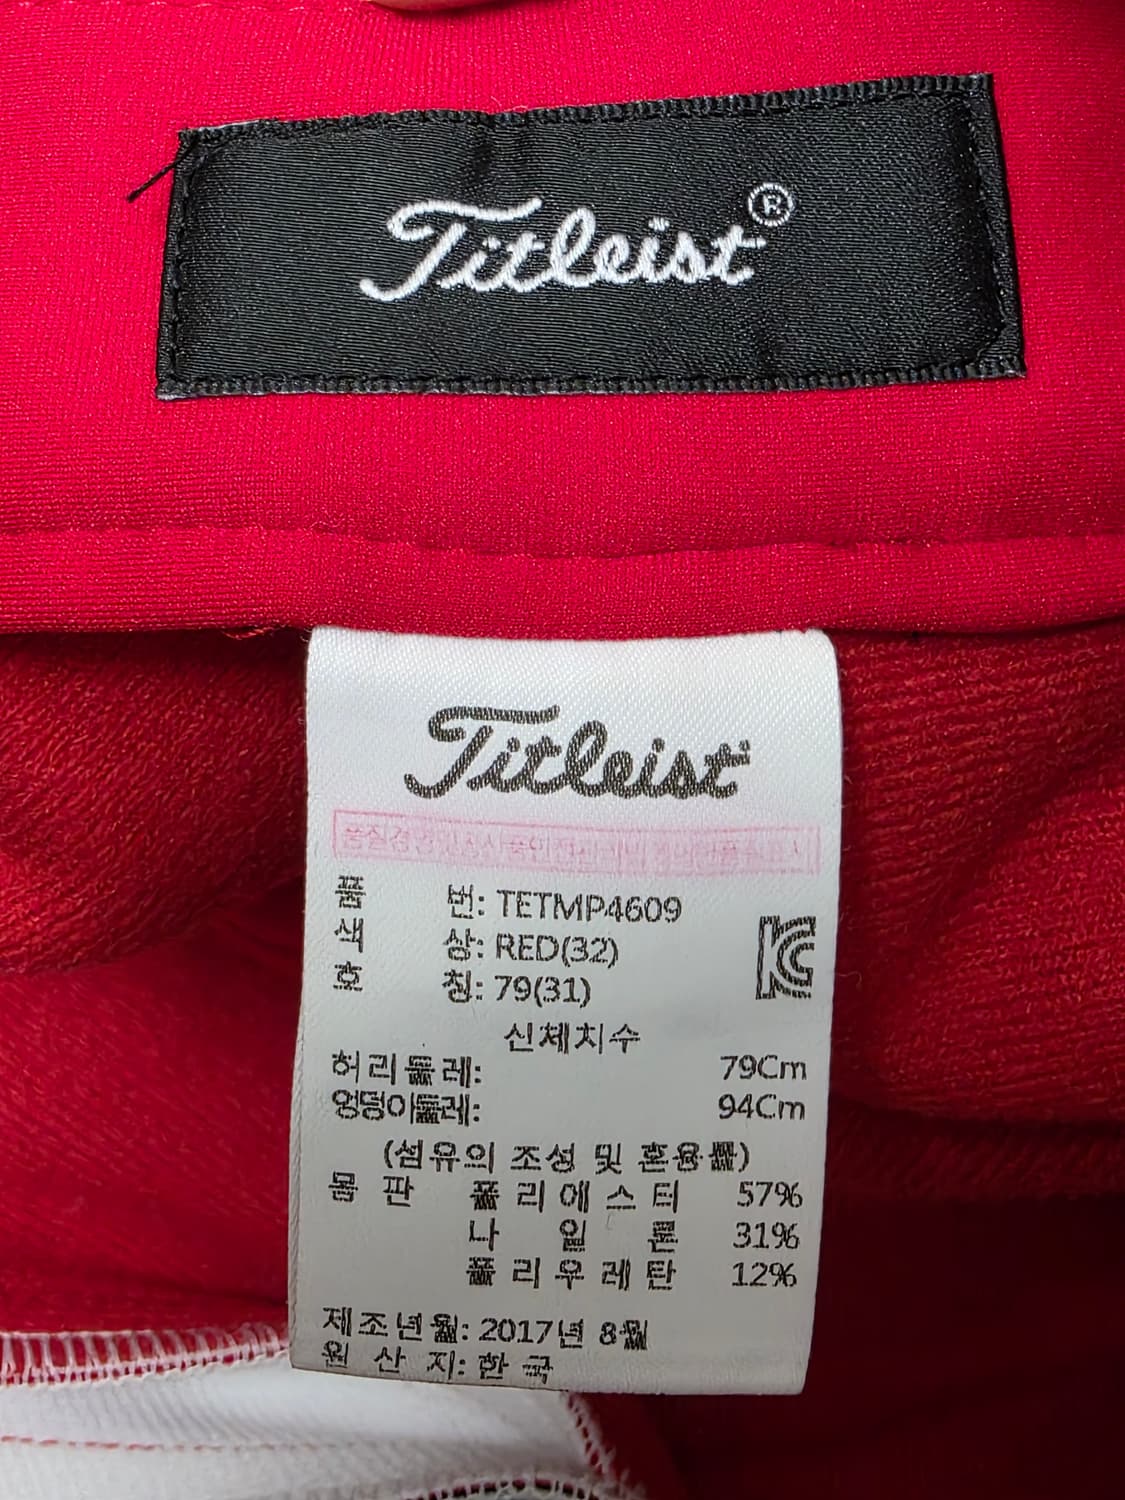 Titleist®
Titleist
품 번: TETMP4609
색 상: RED(32)
호 칭: 79(31)
신체치수
허리둘레: 79Cm
엉덩이둘레: 94Cm
(섬유의 조성 및 혼용률)
몸 판 폴리에스터 57%
나 일 론 31%
폴리우레탄 12%
제조년월: 2017년 8월
원 산 지: 한 국